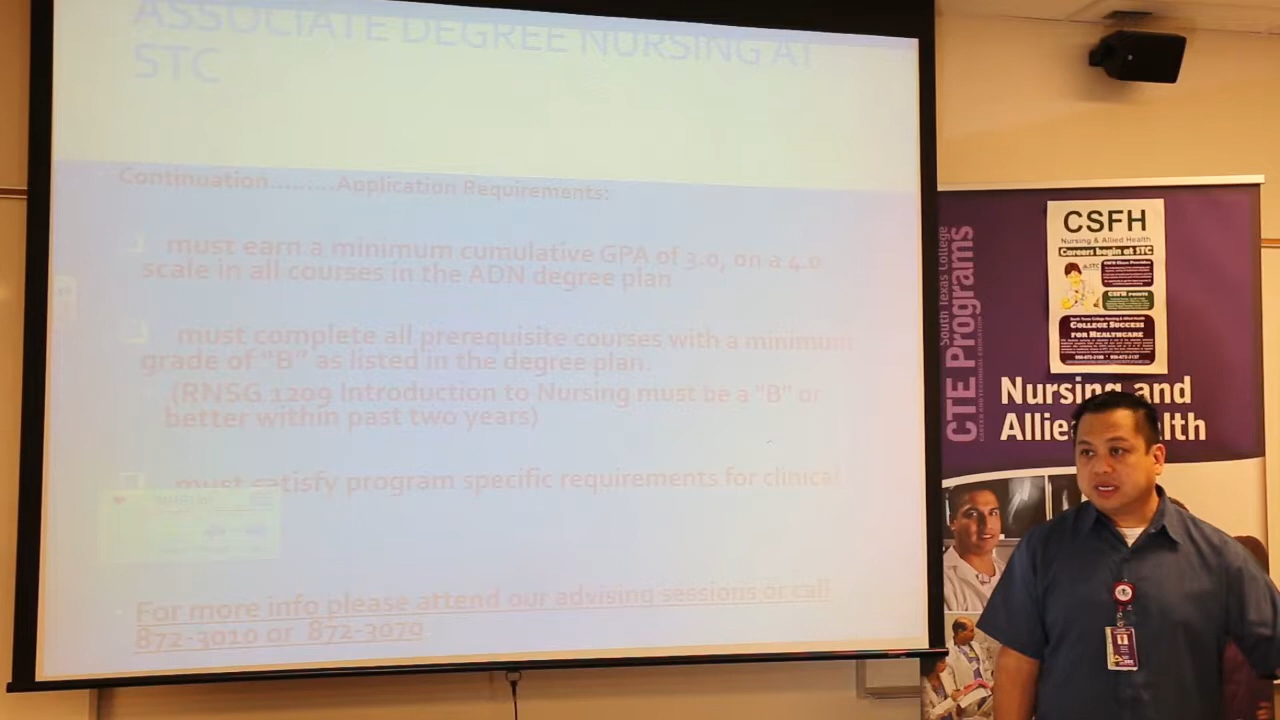 ASSOCIATE DEGREE NURSING AT
STC
Continuation.........Application Requirements:
must earn a minimum cumulative GPA of 3.0, on a 4.0
scale in all courses in the ADN degree plan
must complete all prerequisite courses with a minimum
grade of "B" as listed in the degree plan.
(RNSG 1209 Introduction to Nursing must be a "B" or
better within past two years)
must satisfy program specific requirements for clinical
For more info please attend our advising sessions or call
872-3010 or 872-3070
South Texas College
CTE Programs
CSFH
Nursing & Allied Health
Careers begin at STC
COLLEGE SUCCESS
FOR HEALTHCARE
Nursing and
Allie lth